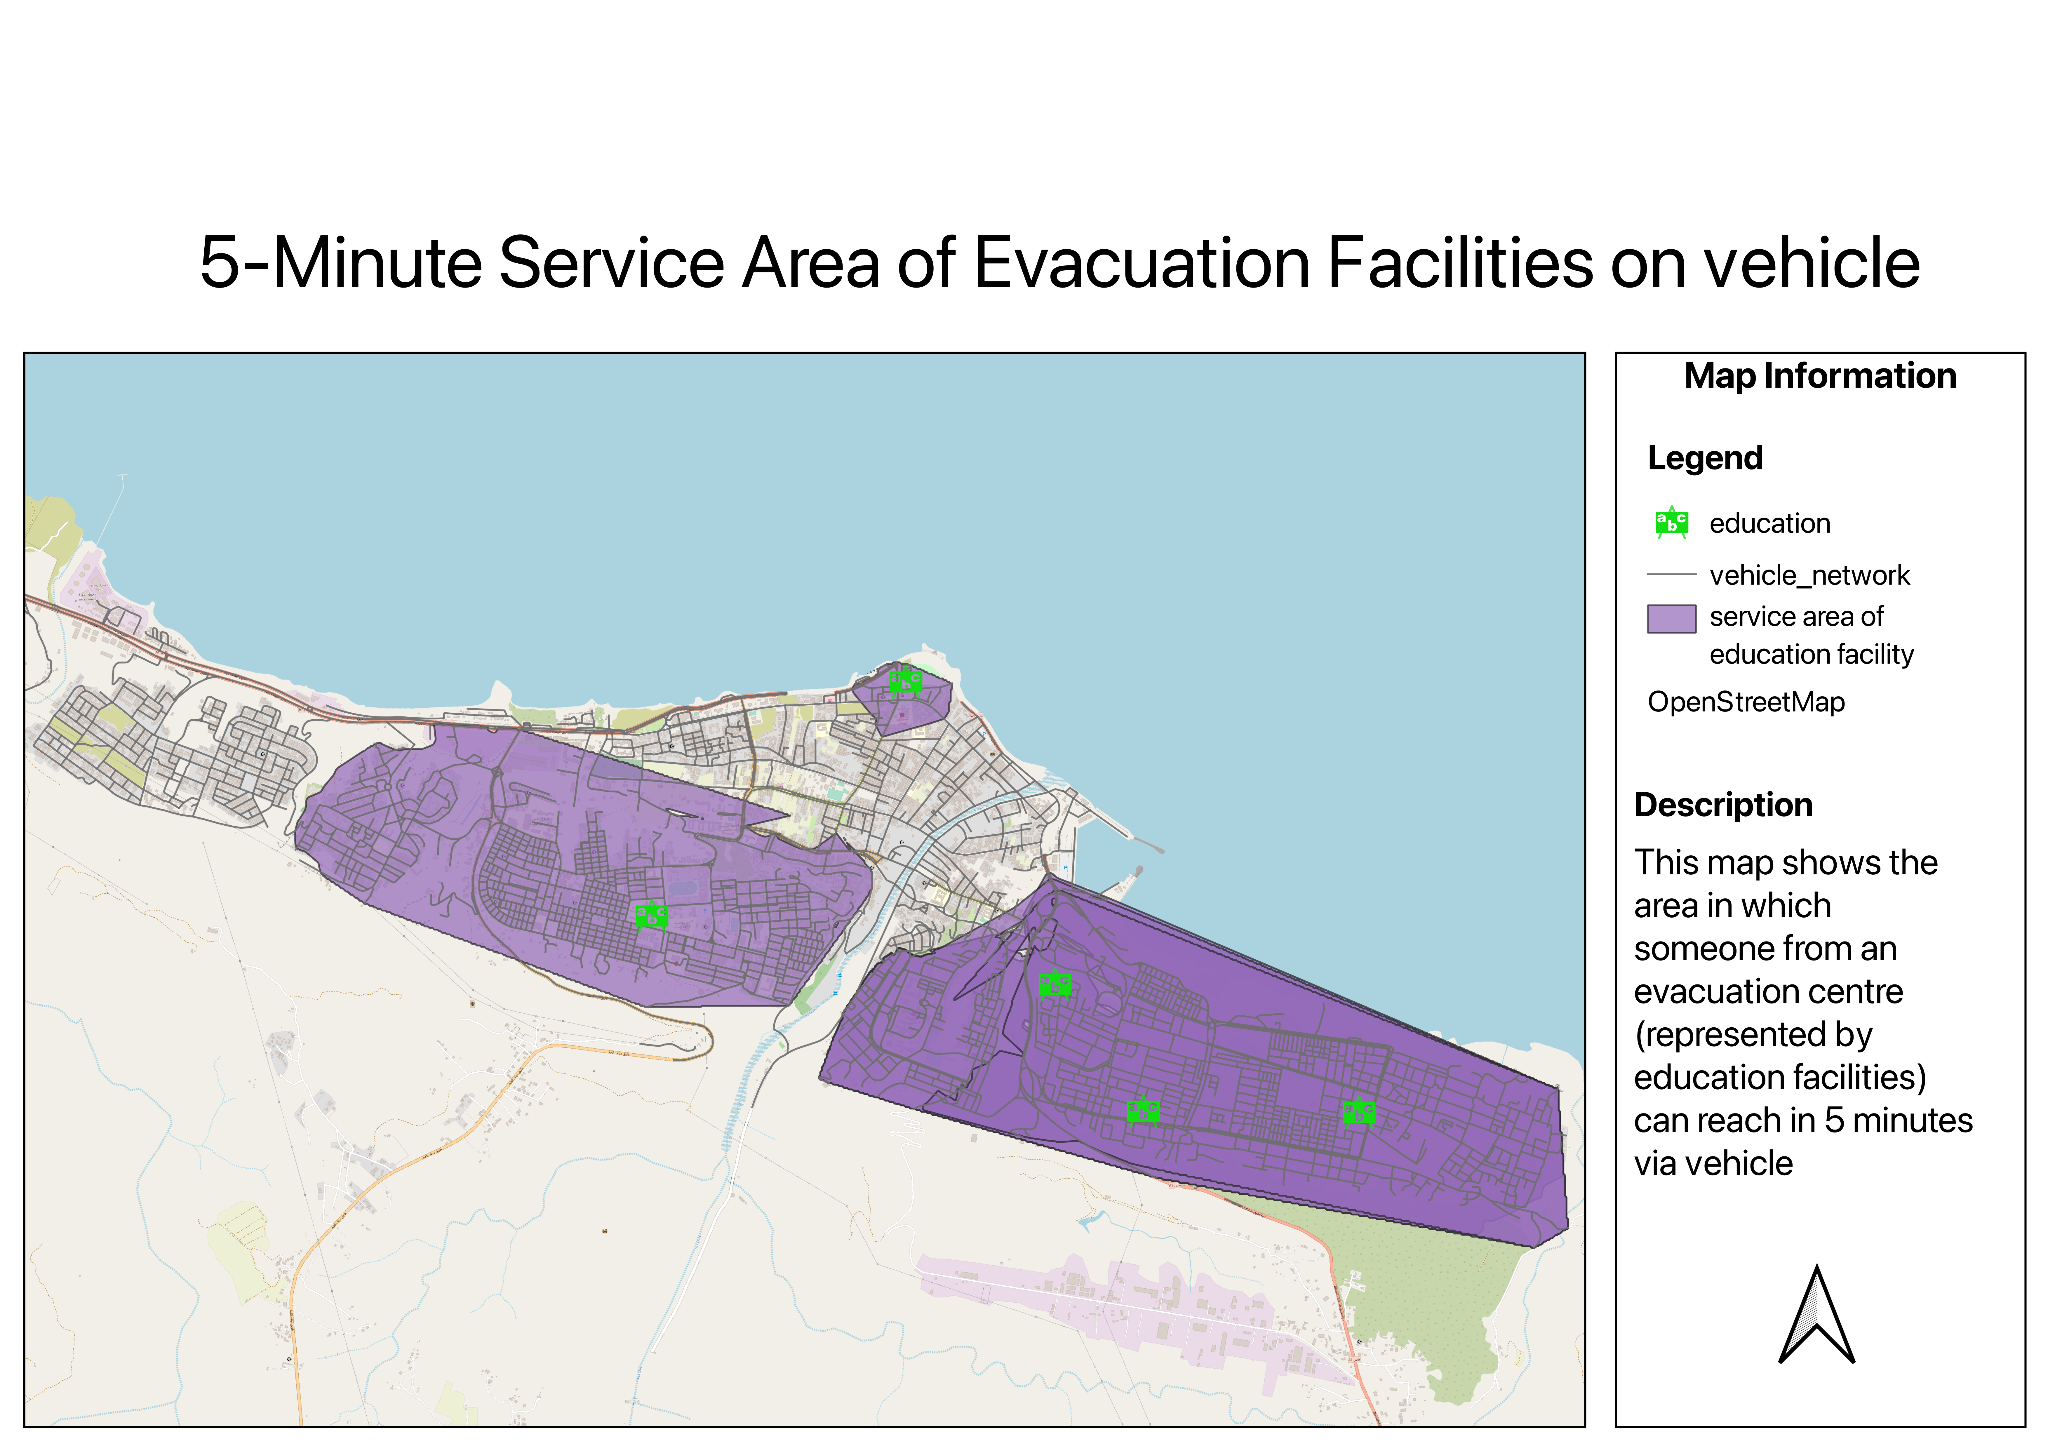 5-Minute Service Area of Evacuation Facilities on vehicle
Map Information
Legend
a b c education
vehicle_network
service area of
education facility
OpenStreetMap
Description
This map shows the
area in which
someone from an
evacuation centre
(represented by
education facilities)
can reach in 5 minutes
via vehicle
a b c
a b c
a b c
a b c
a b c